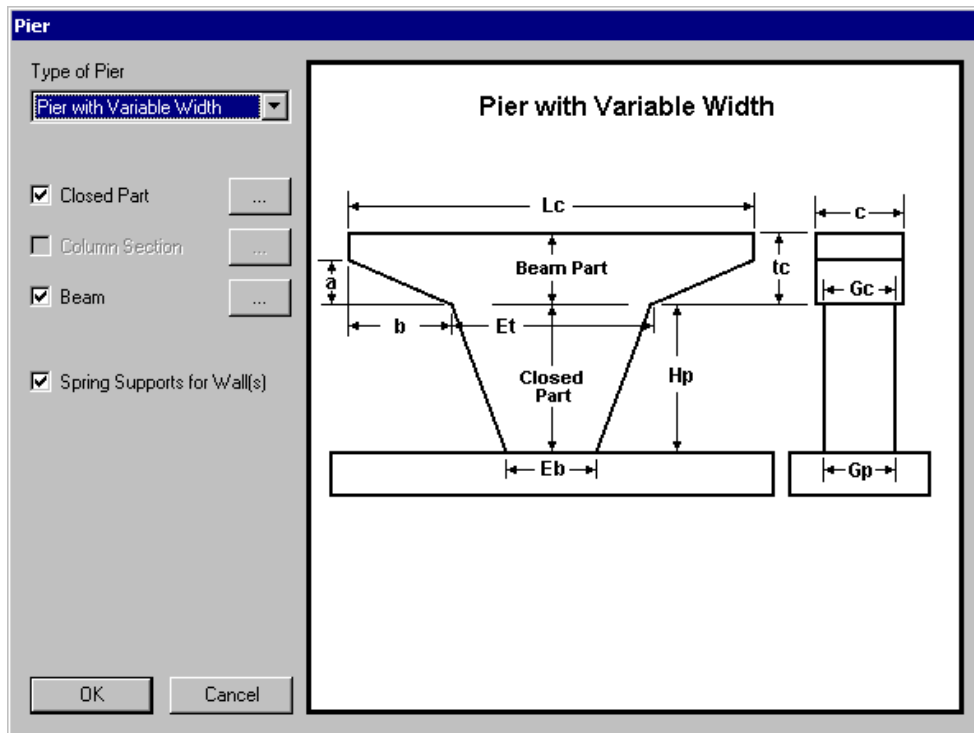 Pier
Type of Pier
Pier with Variable Width
Closed Part
...
Column Section
...
Beam
...
Spring Supports for Wall(s)
OK
Cancel
Pier with Variable Width
Lc
c
Beam Part
tc
a
Gc
b
Et
Closed
Part
Hp
Eb
Gp